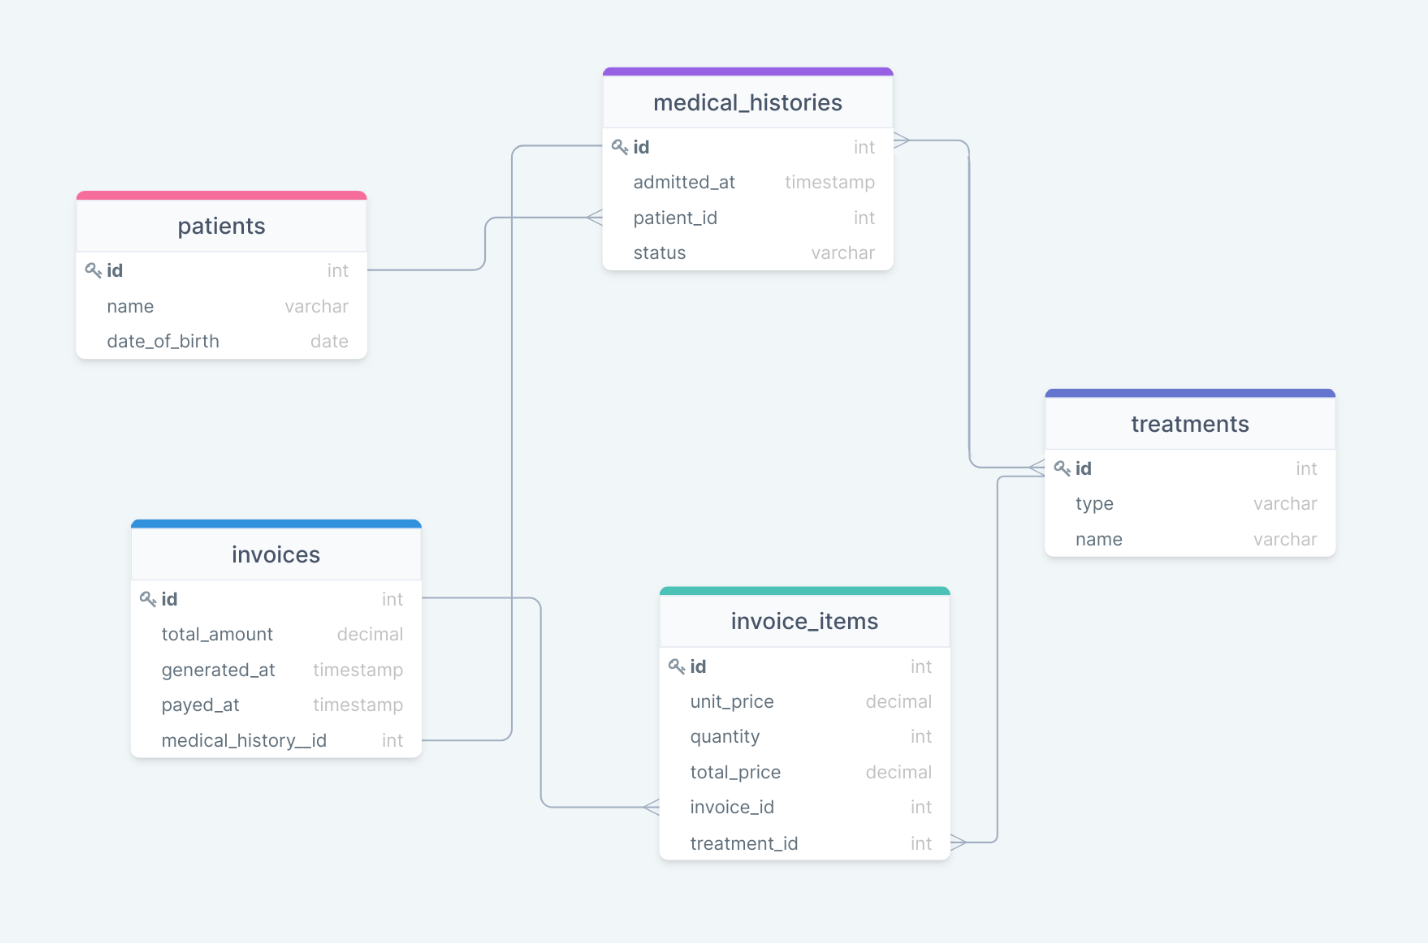 medical_histories
id int
admitted_at timestamp
patient_id int
status varchar
patients
id int
name varchar
date_of_birth date
treatments
id int
type varchar
name varchar
invoices
id int
total_amount decimal
generated_at timestamp
payed_at timestamp
medical_history__id int
invoice_items
id int
unit_price decimal
quantity int
total_price decimal
invoice_id int
treatment_id int